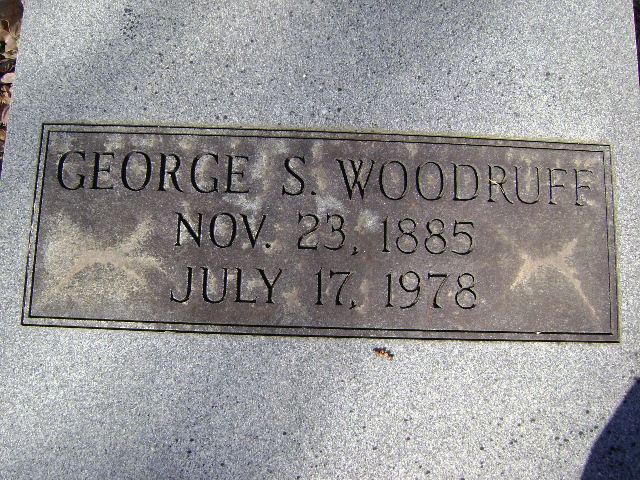 GEORGE S. WOODRUFF
NOV. 23, 1885
JULY 17, 1978